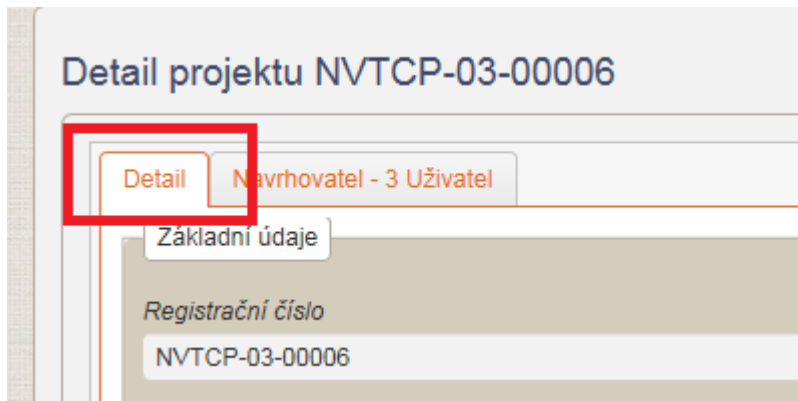 Detail projektu NVTCP-03-00006
Detail Navrhovatel - 3 Uživatel
Základní údaje
Registrační číslo
NVTCP-03-00006